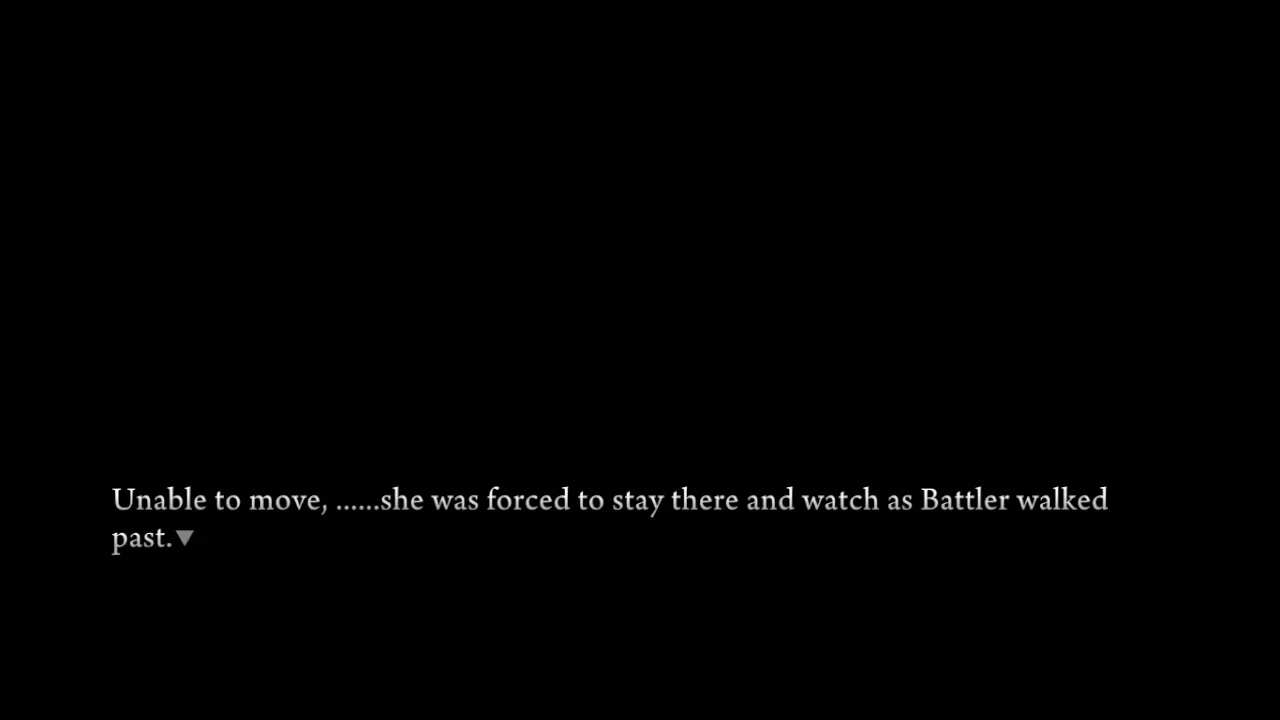 Unable to move, ......she was forced to stay there and watch as Battler walked
past.